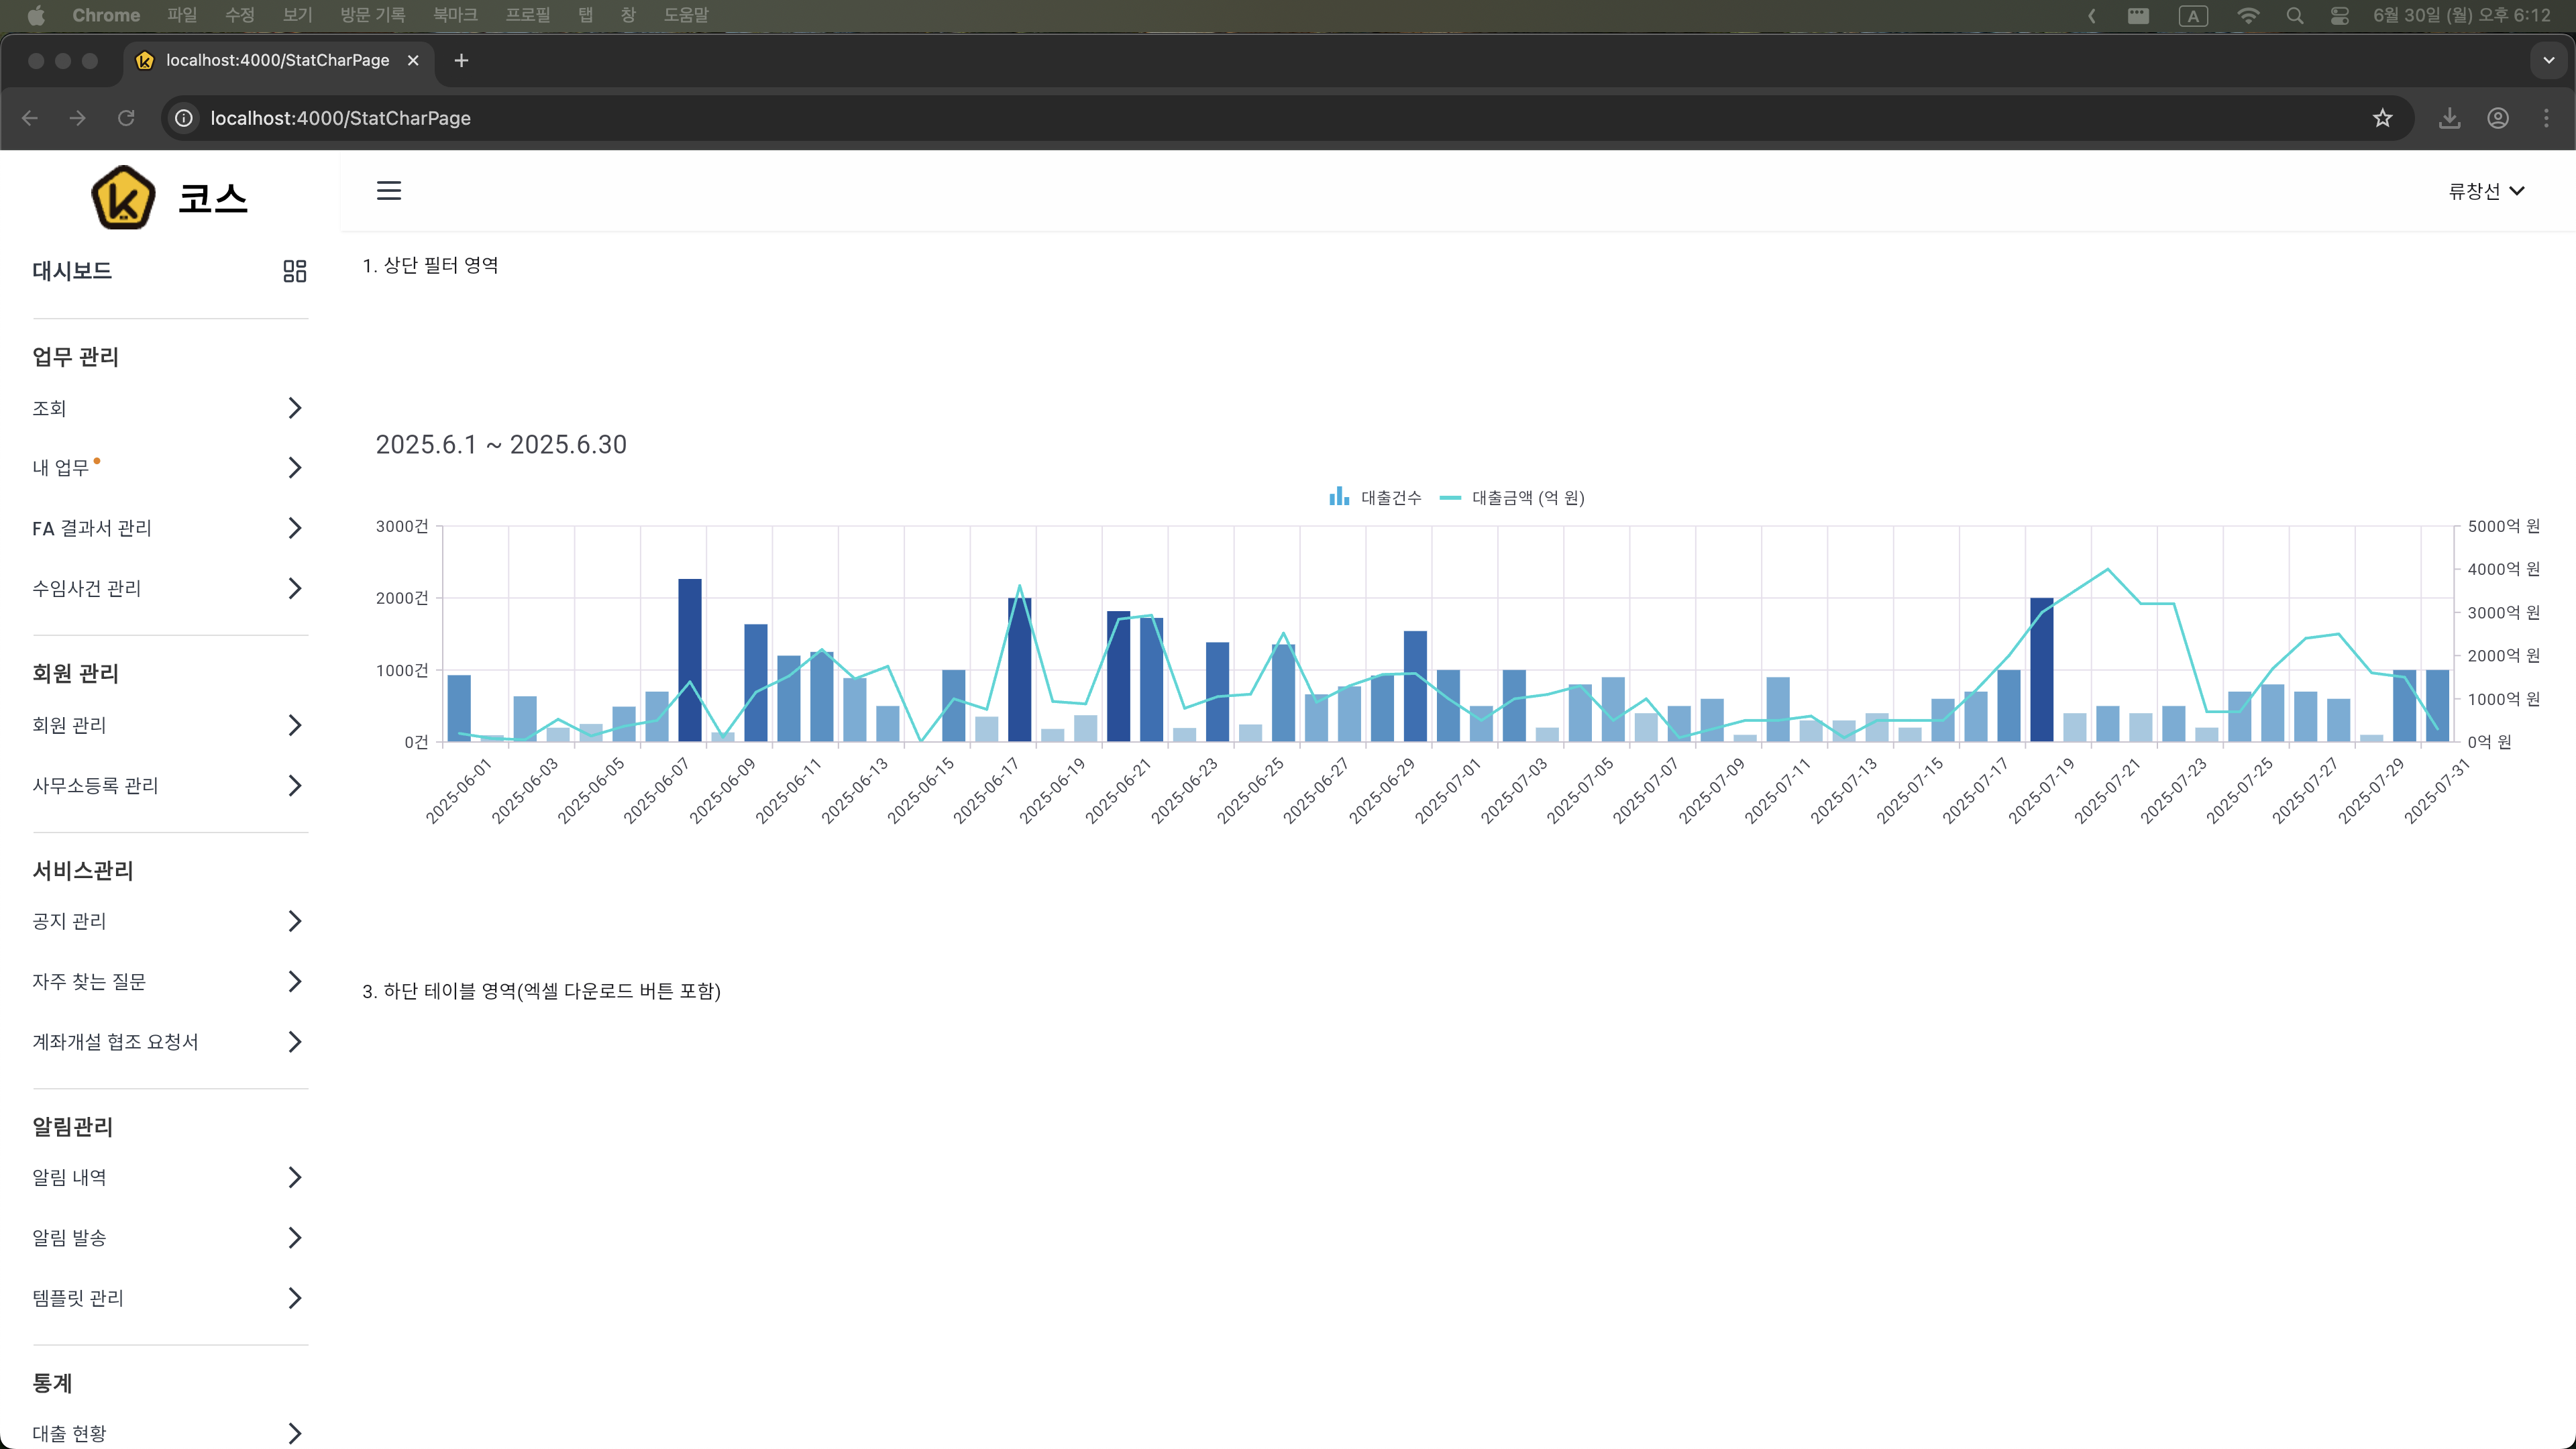 Chrome 파일 수정 보기 방문 기록 북마크 프로필 탭 창 도움말 A 6월 30일 (월) 오후 6:12
localhost:4000/StatCharPage
localhost:4000/StatCharPage
코스
류창선
대시보드
업무 관리
조회
내 업무
FA 결과서 관리
수임사건 관리
회원 관리
회원 관리
사무소등록 관리
서비스관리
공지 관리
자주 찾는 질문
계좌개설 협조 요청서
알림관리
알림 내역
알림 발송
템플릿 관리
통계
대출 현황
1. 상단 필터 영역
2025.6.1 ~ 2025.6.30
대출건수 대출금액 (억 원)
3000건
2000건
1000건
0건
5000억 원
4000억 원
3000억 원
2000억 원
1000억 원
0억 원
2025-06-01 2025-06-03 2025-06-05 2025-06-07 2025-06-09 2025-06-11 2025-06-13 2025-06-15 2025-06-17 2025-06-19 2025-06-21 2025-06-23 2025-06-25 2025-06-27 2025-06-29 2025-07-01 2025-07-03 2025-07-05 2025-07-07 2025-07-09 2025-07-11 2025-07-13 2025-07-15 2025-07-17 2025-07-19 2025-07-21 2025-07-23 2025-07-25 2025-07-27 2025-07-29 2025-07-31
3. 하단 테이블 영역(엑셀 다운로드 버튼 포함)